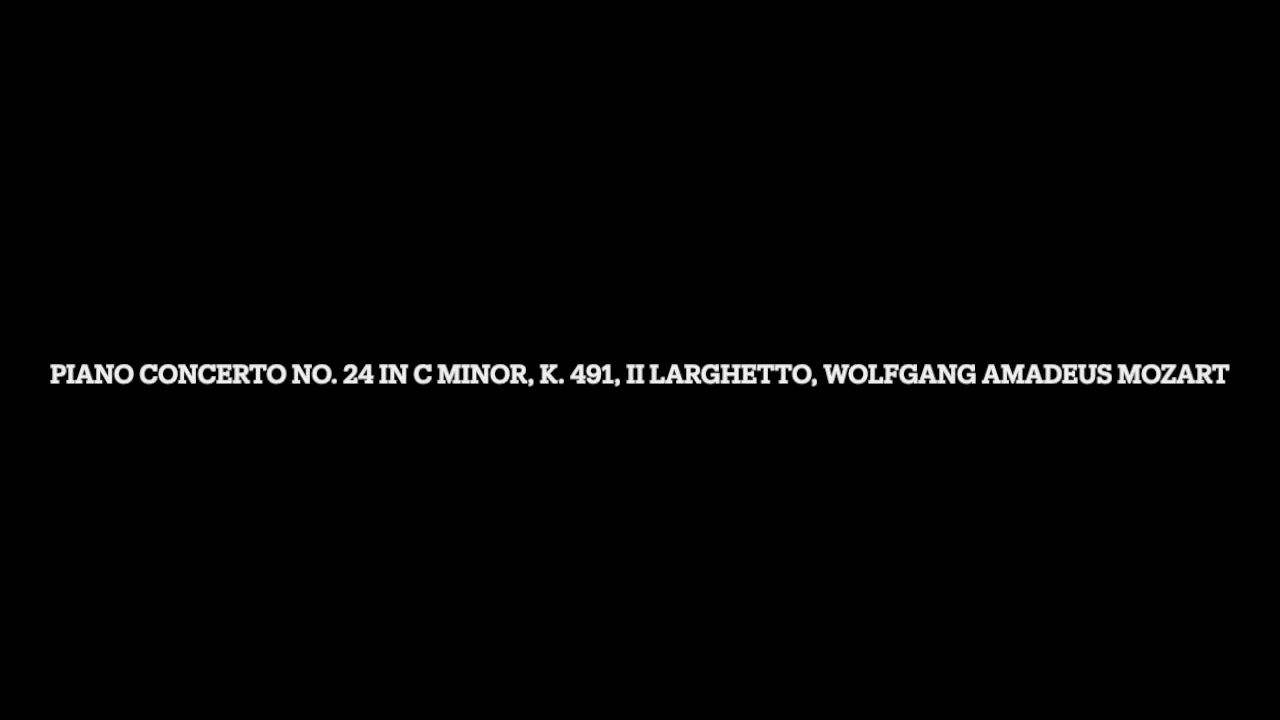 PIANO CONCERTO NO. 24 IN C MINOR, K. 491, II LARGHETTO, WOLFGANG AMADEUS MOZART